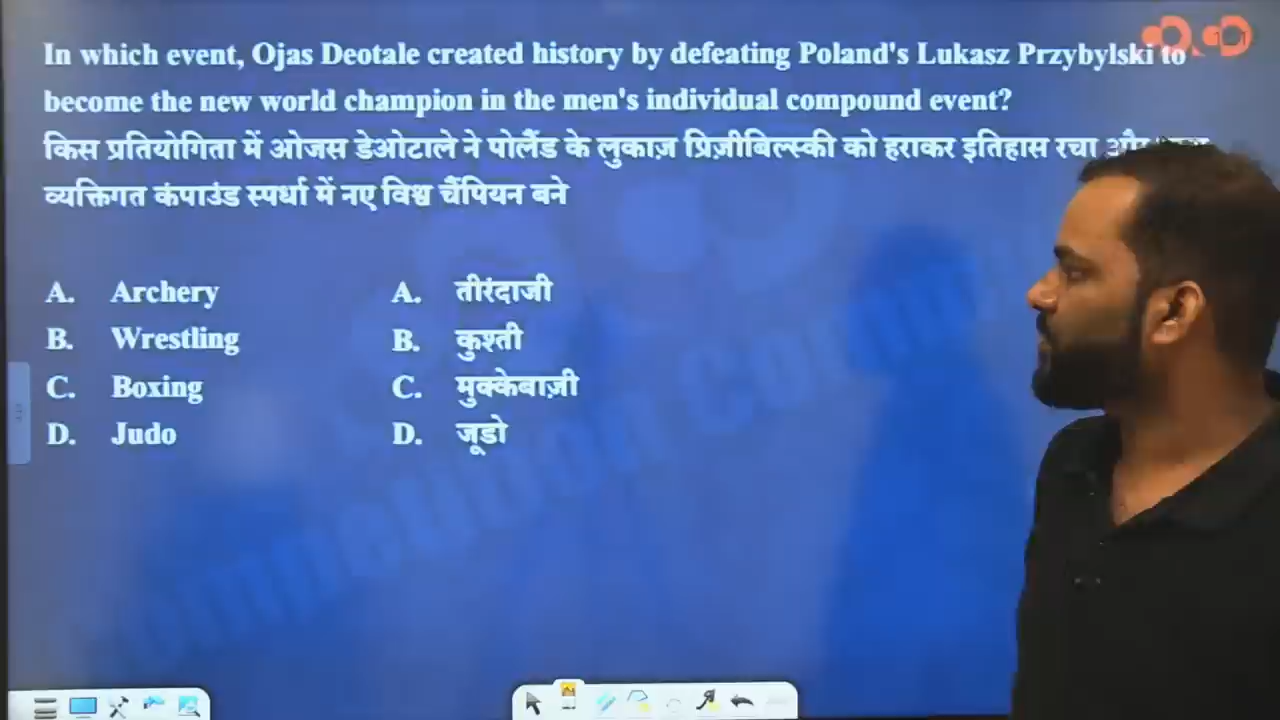 In which event, Ojas Deotale created history by defeating Poland's Lukasz Przybylski to
become the new world champion in the men's individual compound event?
किस प्रतियोगिता में ओजस डेओटाले ने पोलैंड के लुकाज़ प्रिज़ीबिल्स्की को हराकर इतिहास रचा और
व्यक्तिगत कंपाउंड स्पर्धा में नए विश्व चैंपियन बने
A. Archery A. तीरंदाजी
B. Wrestling B. कुश्ती
C. Boxing C. मुक्केबाज़ी
D. Judo D. जूडो